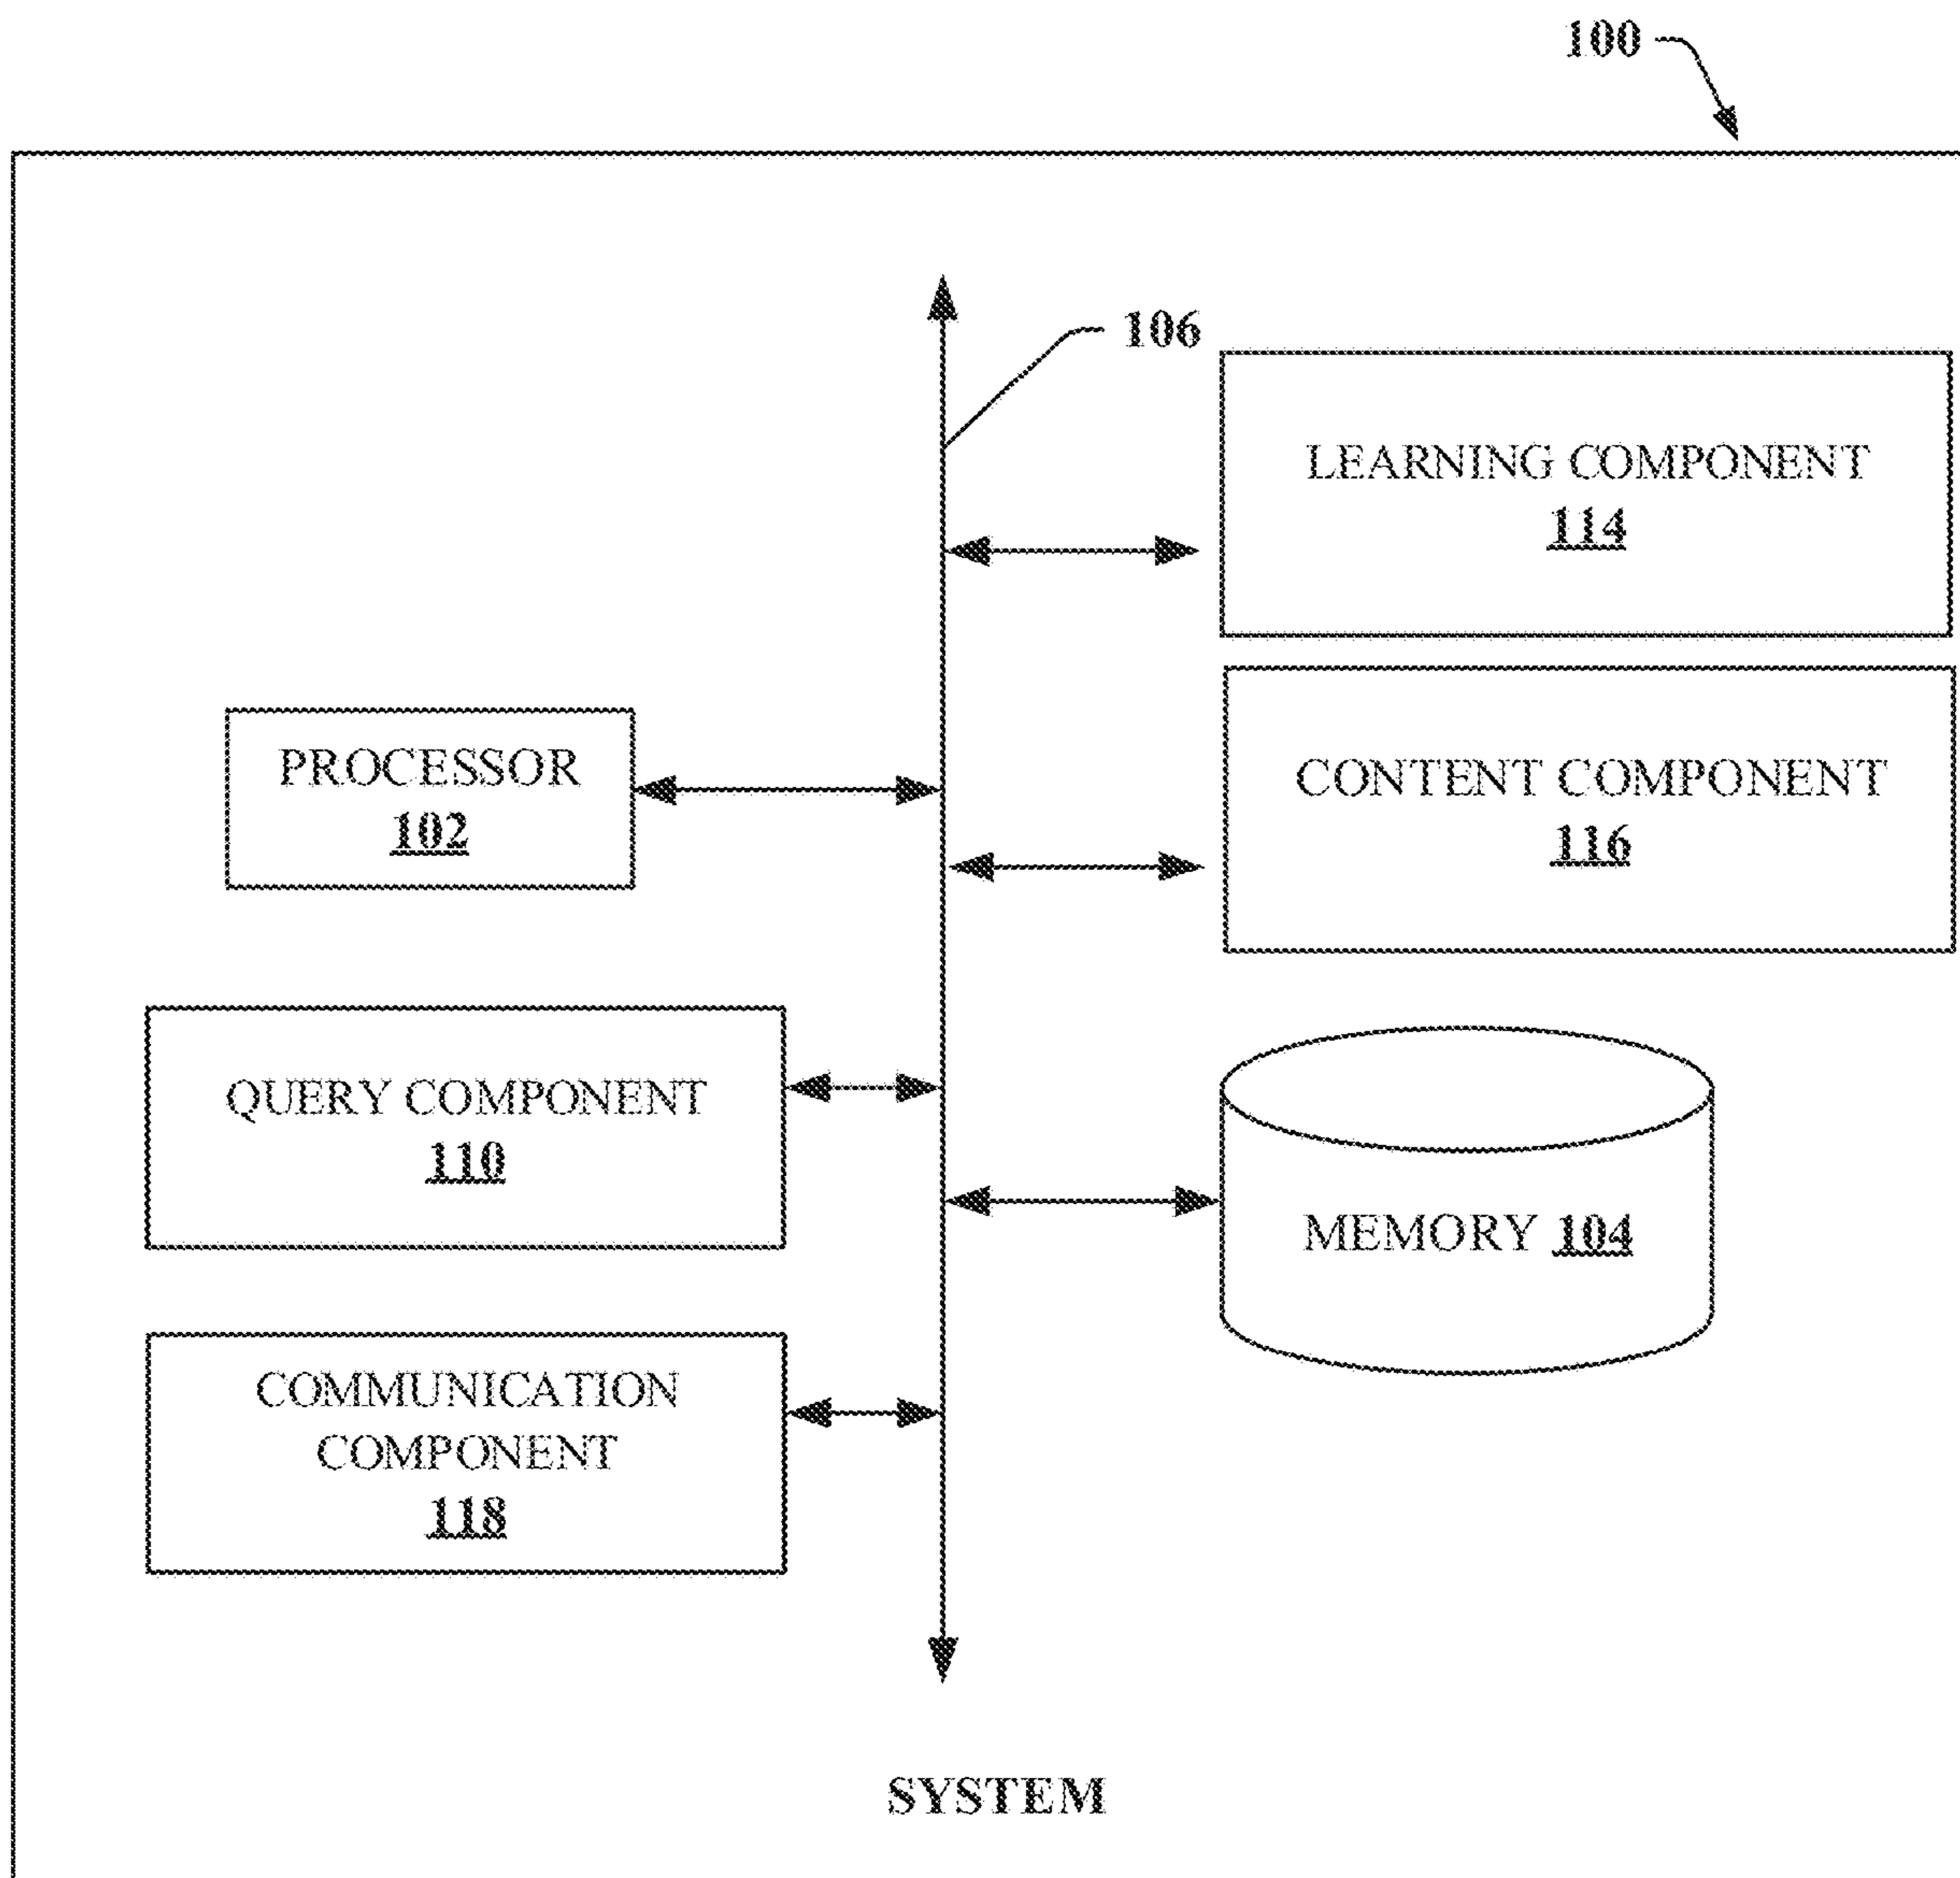 100
106
LEARNING COMPONENT
114
PROCESSOR
102
CONTENT COMPONENT
116
QUERY COMPONENT
110
MEMORY 104
COMMUNICATION
COMPONENT
118
SYSTEM